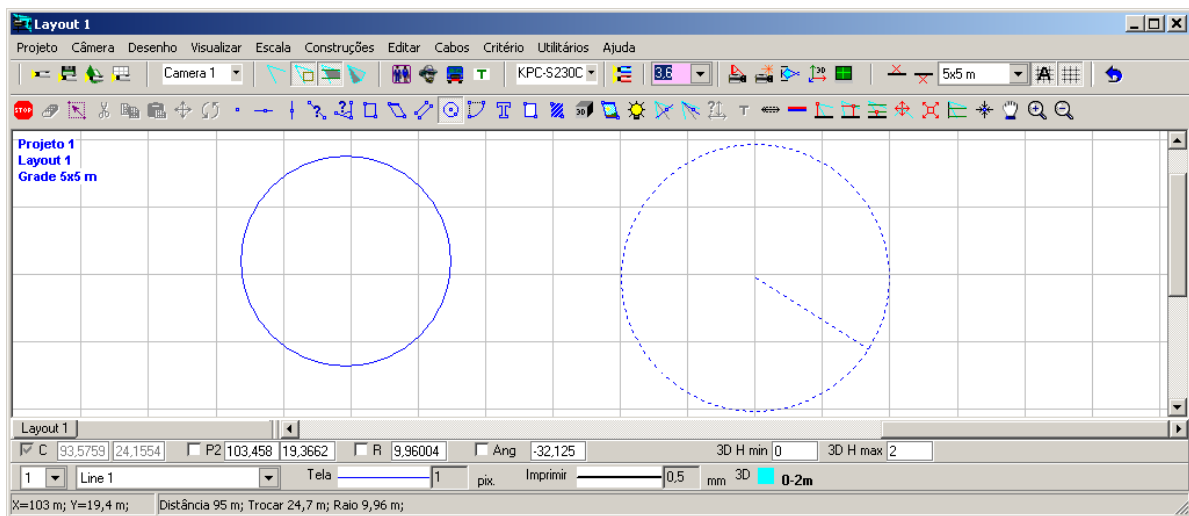 Layout 1
Projeto Câmera Desenho Visualizar Escala Construções Editar Cabos Critério Utilitários Ajuda
Camera 1 T KPC-S230C 3,6 3D 5x5 m
STOP T 3D T
Projeto 1
Layout 1
Grade 5x5 m
Layout 1
C 93,5759 24,1554 P2 103,458 19,3662 R 9,96004 Ang -32,125 3D H min 0 3D H max 2
1 Line 1 Tela 1 pix. Imprimir 0,5 mm 3D 0-2m
X=103 m; Y=19,4 m; Distância 95 m; Trocar 24,7 m; Raio 9,96 m;